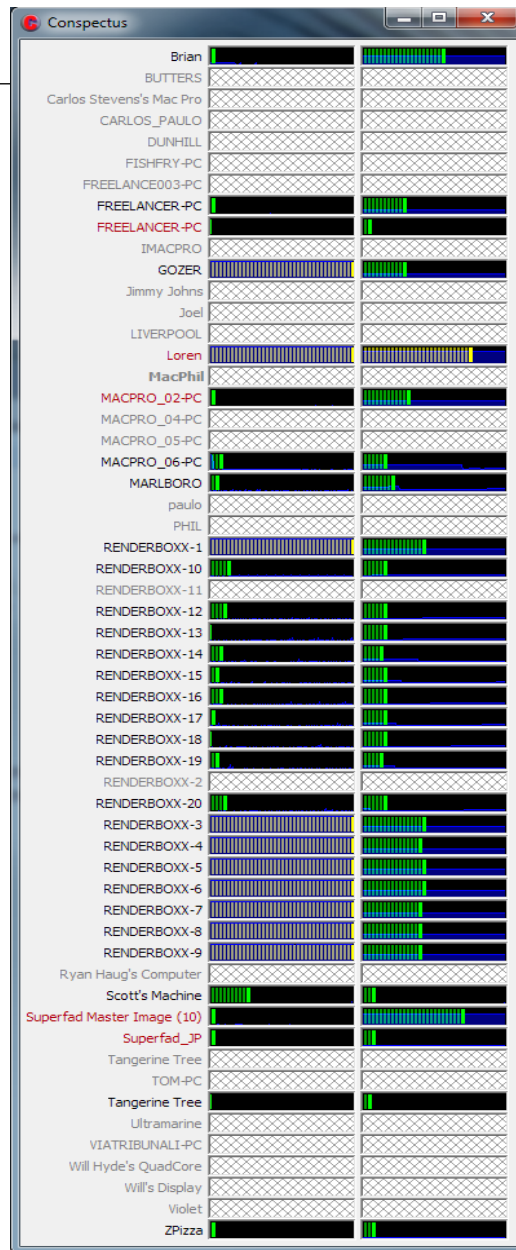 Conspectus
Brian
BUTTERS
Carlos Stevens's Mac Pro
CARLOS_PAULO
DUNHILL
FISHFRY-PC
FREELANCE003-PC
FREELANCER-PC
FREELANCER-PC
IMACPRO
GOZER
Jimmy Johns
Joel
LIVERPOOL
Loren
MacPhil
MACPRO_02-PC
MACPRO_04-PC
MACPRO_05-PC
MACPRO_06-PC
MARLBORO
paulo
PHIL
RENDERBOXX-1
RENDERBOXX-10
RENDERBOXX-11
RENDERBOXX-12
RENDERBOXX-13
RENDERBOXX-14
RENDERBOXX-15
RENDERBOXX-16
RENDERBOXX-17
RENDERBOXX-18
RENDERBOXX-19
RENDERBOXX-2
RENDERBOXX-20
RENDERBOXX-3
RENDERBOXX-4
RENDERBOXX-5
RENDERBOXX-6
RENDERBOXX-7
RENDERBOXX-8
RENDERBOXX-9
Ryan Haug's Computer
Scott's Machine
Superfad Master Image (10)
Superfad_JP
Tangerine Tree
TOM-PC
Tangerine Tree
Ultramarine
VIATRIBUNALI-PC
Will Hyde's QuadCore
Will's Display
Violet
ZPizza